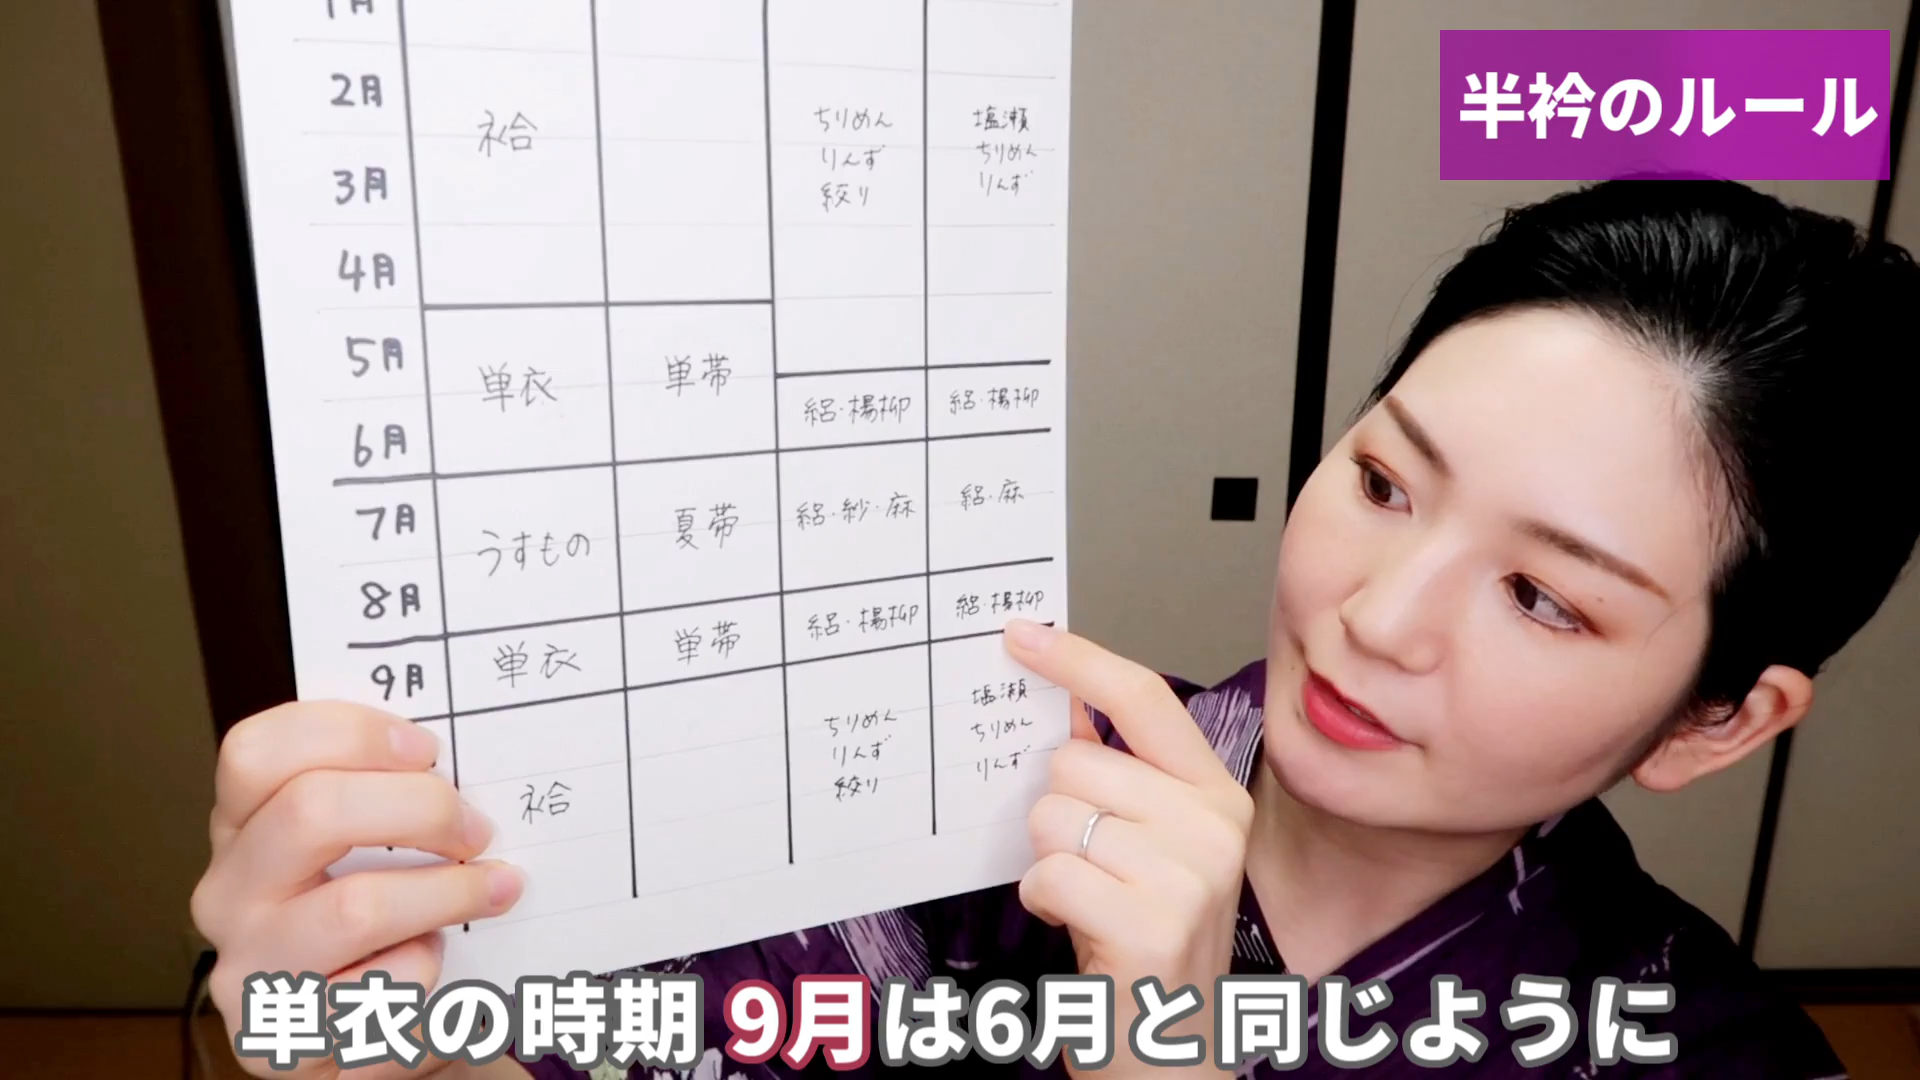 半衿のルール
1月
2月
袷
ちりめん
りんず
絞り
塩瀬
ちりめん
りんず
3月
4月
5月
単衣
単帯
6月
絽・楊柳
絽・楊柳
7月
うすもの
夏帯
絽・紗・麻
絽・麻
8月
9月
単衣
単帯
絽・楊柳
絽・楊柳
袷
ちりめん
りんず
絞り
塩瀬
ちりめん
りんず
単衣の時期 9月は6月と同じように